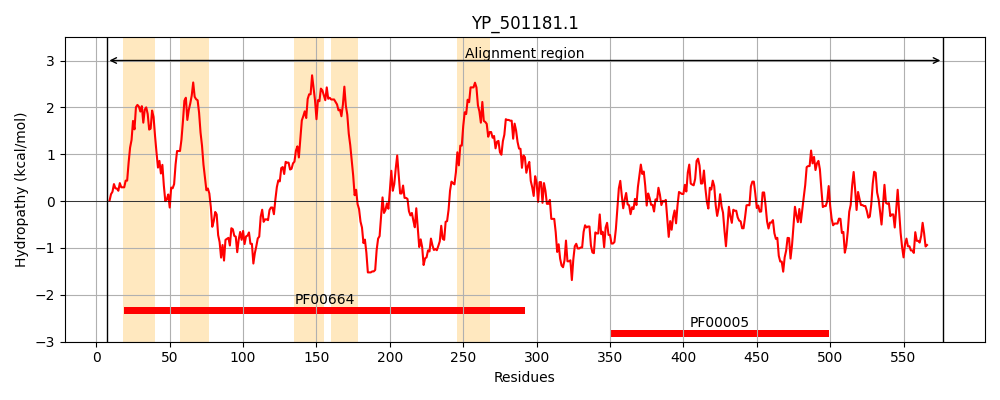 YP_501181.1
Alignment region
3
2
1
0
−1
−2
−3
Hydropathy (kcal/mol)
PF00664
PF00005
0 50 100 150 200 250 300 350 400 450 500 550
Residues